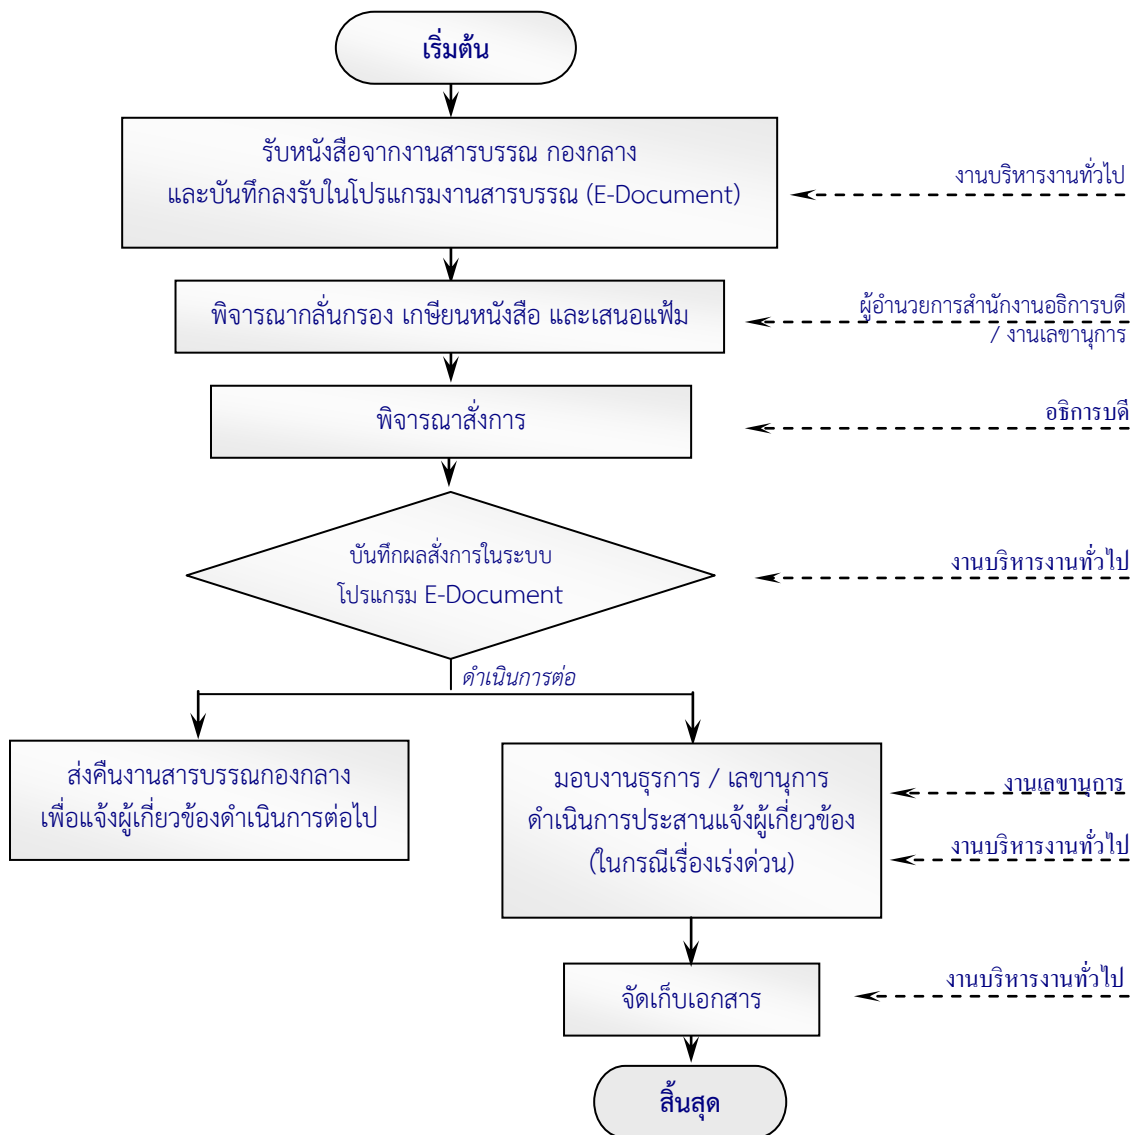 เริ่มต้น
รับหนังสือจากงานสารบรรณ กองกลาง
และบันทึกลงรับในโปรแกรมงานสารบรรณ (E-Document)
งานบริหารงานทั่วไป
พิจารณากลั่นกรอง เกษียนหนังสือ และเสนอแฟ้ม
ผู้อำนวยการสำนักงานอธิการบดี
/ งานเลขานุการ
พิจารณาสั่งการ
อธิการบดี
บันทึกผลสั่งการในระบบ
โปรแกรม E-Document
งานบริหารงานทั่วไป
ดำเนินการต่อ
ส่งคืนงานสารบรรณกองกลาง
เพื่อแจ้งผู้เกี่ยวข้องดำเนินการต่อไป
มอบงานธุรการ / เลขานุการ
ดำเนินการประสานแจ้งผู้เกี่ยวข้อง
(ในกรณีเรื่องเร่งด่วน)
งานเลขานุการ
งานบริหารงานทั่วไป
จัดเก็บเอกสาร
งานบริหารงานทั่วไป
สิ้นสุด